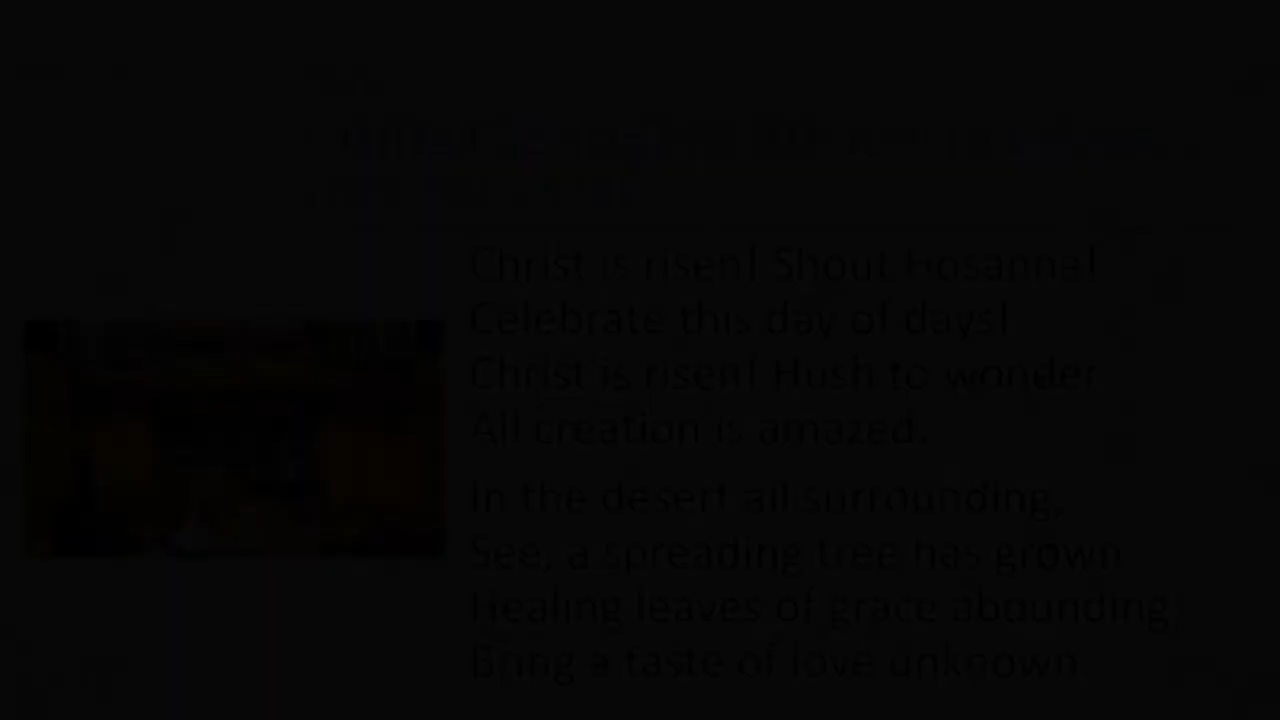 Christ is risen! Shout Hosanna!
Celebrate this day of days!
Christ is risen! Hush to wonder
All creation is amazed.
In the desert all surrounding,
See, a spreading tree has grown
Healing leaves of grace abounding,
Bring a taste of love unknown.